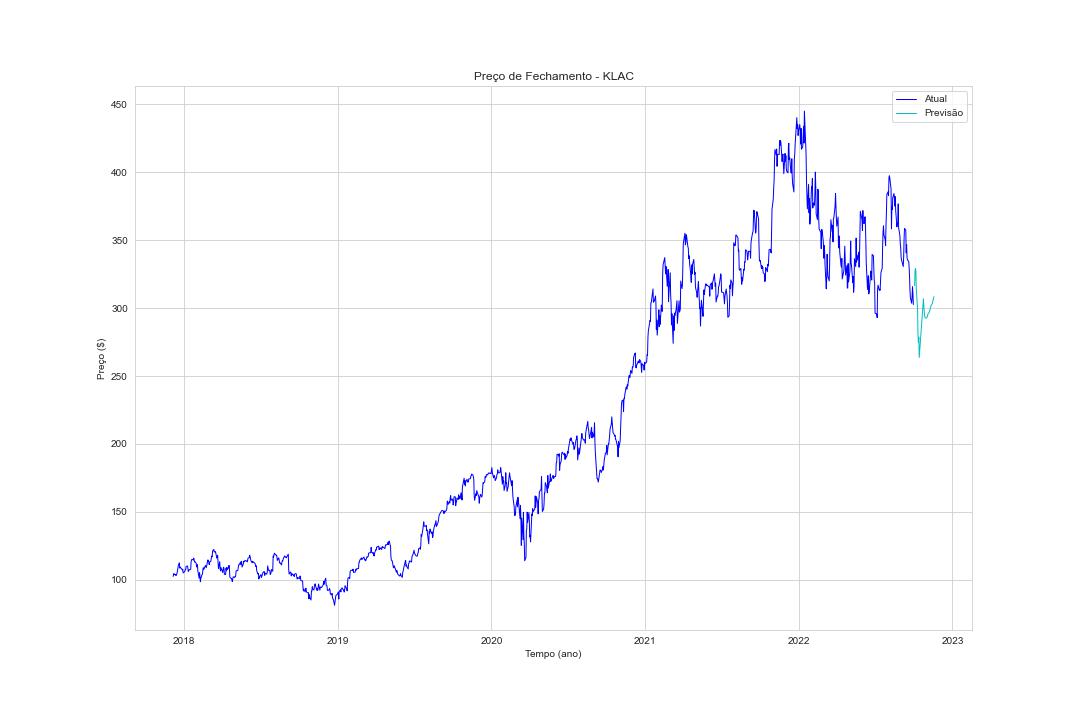 Preço de Fechamento - KLAC
Atual
Previsão
450
400
350
300
250
200
150
100
Preço ($)
2018 2019 2020 2021 2022 2023
Tempo (ano)